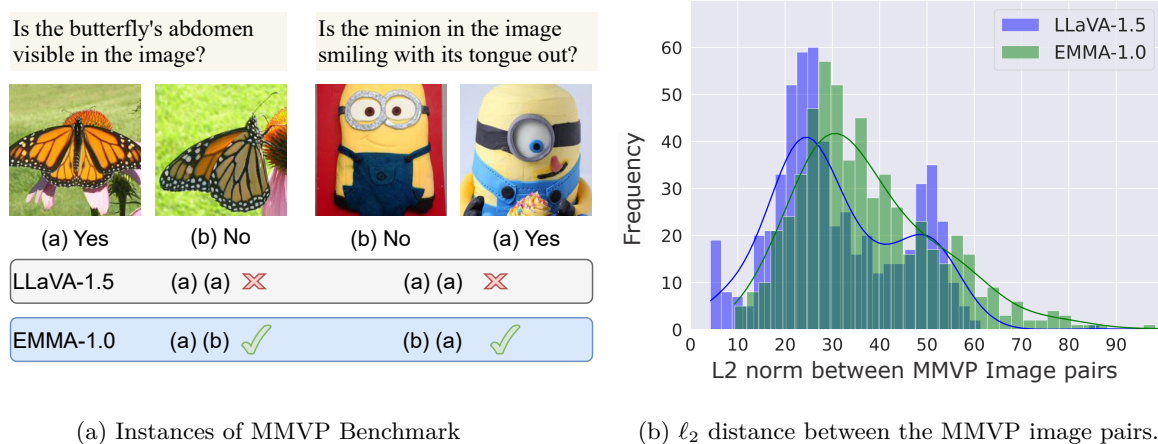 Is the butterfly's abdomen
visible in the image?
Is the minion in the image
smiling with its tongue out?
(a) Yes
(b) No
(b) No
(a) Yes
LLaVA-1.5
(a) (a)
(a) (a)
EMMA-1.0
(a) (b)
(b) (a)
(a) Instances of MMVP Benchmark
LLaVA-1.5
EMMA-1.0
Frequency
60
50
40
30
20
10
0
0 10 20 30 40 50 60 70 80 90
L2 norm between MMVP Image pairs
(b) ℓ₂ distance between the MMVP image pairs.